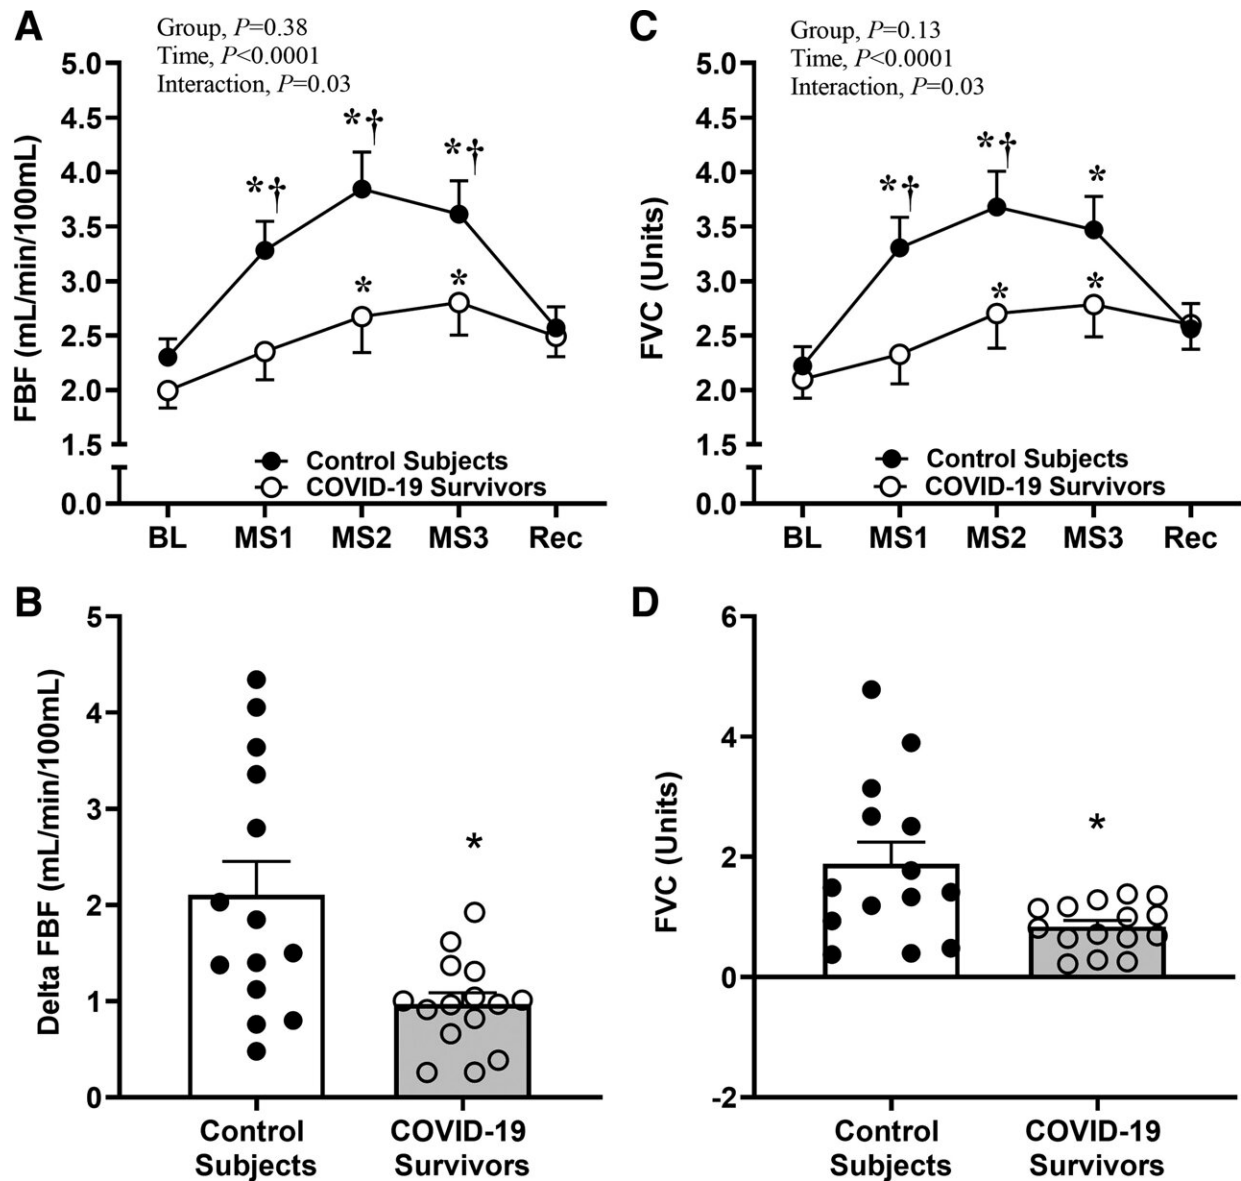 A
Group, P=0.38
Time, P<0.0001
Interaction, P=0.03
FBF (mL/min/100mL)
5.0
4.5
4.0
3.5
3.0
2.5
2.0
1.5
0.0
*†
*†
*†
*
*
Control Subjects
COVID-19 Survivors
BL MS1 MS2 MS3 Rec
C
Group, P=0.13
Time, P<0.0001
Interaction, P=0.03
FVC (Units)
5.0
4.5
4.0
3.5
3.0
2.5
2.0
1.5
0.0
*†
*†
*
*
*
Control Subjects
COVID-19 Survivors
BL MS1 MS2 MS3 Rec
B
Delta FBF (mL/min/100mL)
5
4
3
2
1
0
*
Control
Subjects
COVID-19
Survivors
D
FVC (Units)
6
4
2
0
-2
*
Control
Subjects
COVID-19
Survivors